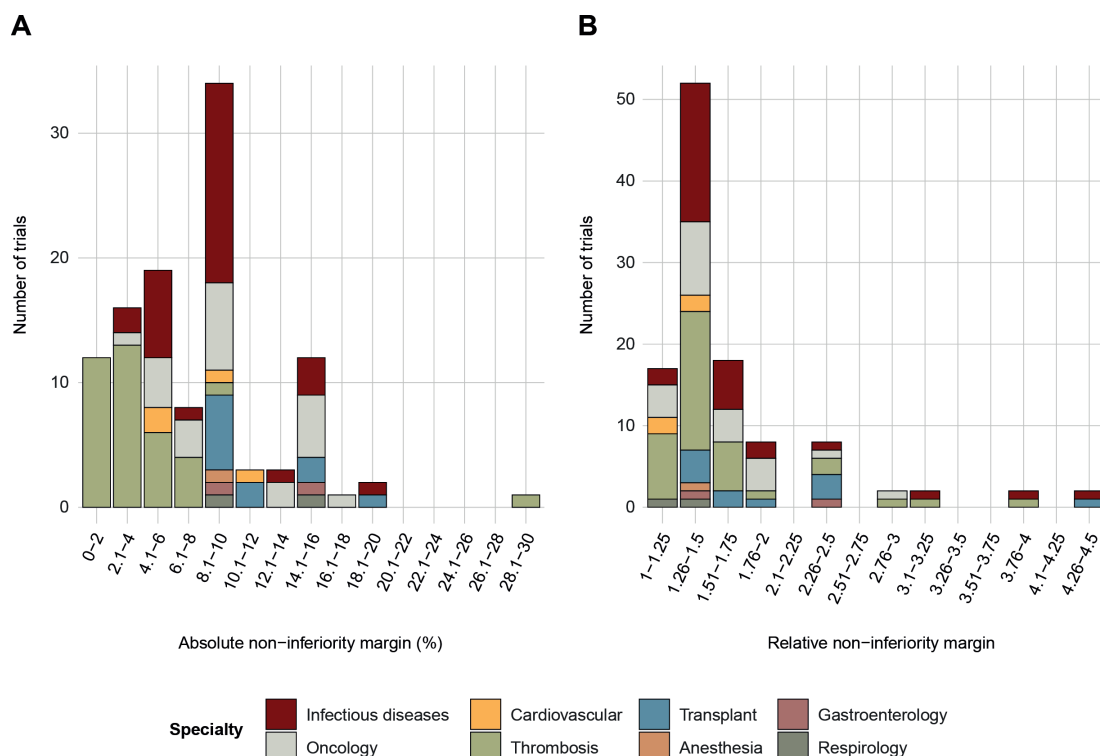 A
B
Number of trials
30
20
10
0
0−2
2.1−4
4.1−6
6.1−8
8.1−10
10.1−12
12.1−14
14.1−16
16.1−18
18.1−20
20.1−22
22.1−24
24.1−26
26.1−28
28.1−30
Absolute non−inferiority margin (%)
Number of trials
50
40
30
20
10
0
1−1.25
1.26−1.5
1.51−1.75
1.76−2
2.1−2.25
2.26−2.5
2.51−2.75
2.76−3
3.1−3.25
3.26−3.5
3.51−3.75
3.76−4
4.1−4.25
4.26−4.5
Relative non−inferiority margin
Specialty
Infectious diseases
Cardiovascular
Transplant
Gastroenterology
Oncology
Thrombosis
Anesthesia
Respirology